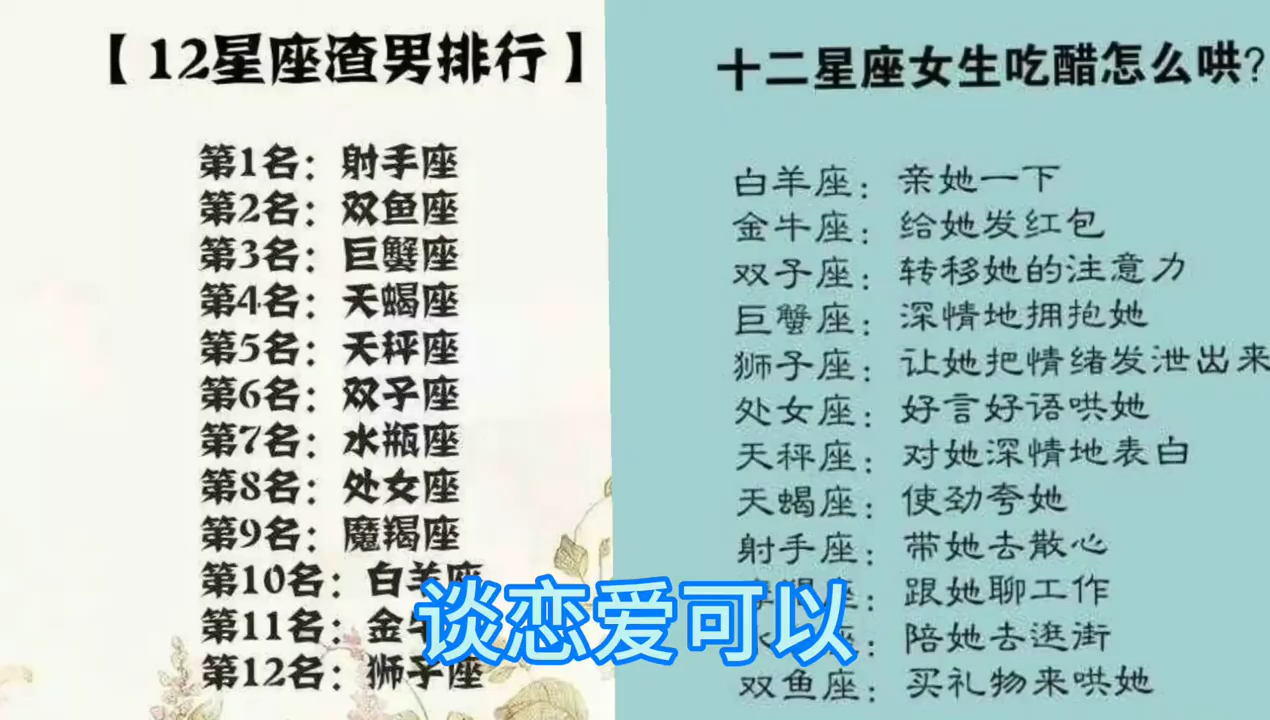 【12星座渣男排行】
第1名：射手座
第2名：双鱼座
第3名：巨蟹座
第4名：天蝎座
第5名：天秤座
第6名：双子座
第7名：水瓶座
第8名：处女座
第9名：魔羯座
第10名：白羊座
第11名：金牛
第12名：狮子座
十二星座女生吃醋怎么哄?
白羊座：亲她一下
金牛座：给她发红包
双子座：转移她的注意力
巨蟹座：深情地拥抱她
狮子座：让她把情绪发泄出来
处女座：好言好语哄她
天秤座：对她深情地表白
天蝎座：使劲夸她
射手座：带她去散心
座：跟她聊工作
座：陪她去逛街
双鱼座：买礼物来哄她
谈恋爱可以